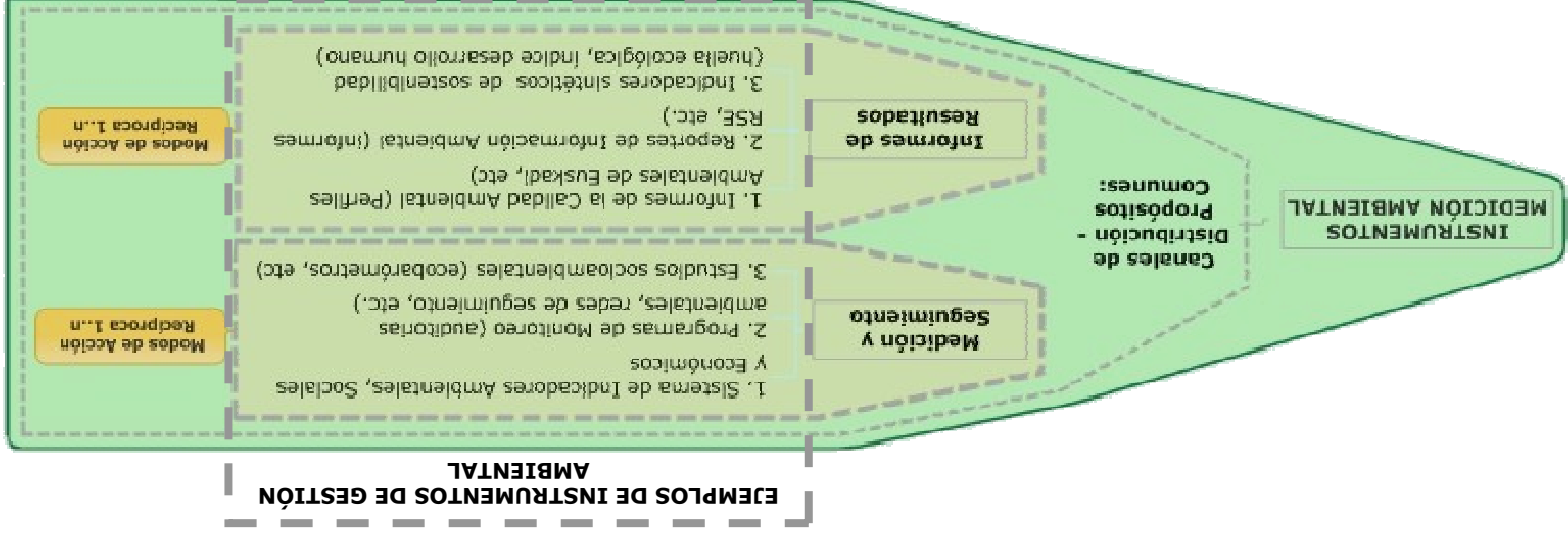 EJEMPLOS DE INSTRUMENTOS DE GESTIÓN
AMBIENTAL
INSTRUMENTOS
MEDICIÓN AMBIENTAL
Canales de
Distribución -
Propósitos
Comunes:
Medición y
Seguimiento
1. Sistema de Indicadores Ambientales, Sociales
y Económicos
2. Programas de Monitoreo (auditorias
ambientales, redes de seguimiento, etc.)
3. Estudios socioambientales (ecobarómetros, etc)
Modos de Acción
Recíproca 1..n
Informes de
Resultados
1. Informes de la Calidad Ambiental (Perfiles
Ambientales de Euskadi, etc)
2. Reportes de Información Ambiental (informes
RSE, etc.)
3. Indicadores sintéticos de sostenibilidad
(huella ecológica, índice desarrollo humano)
Modos de Acción
Recíproca 1..n